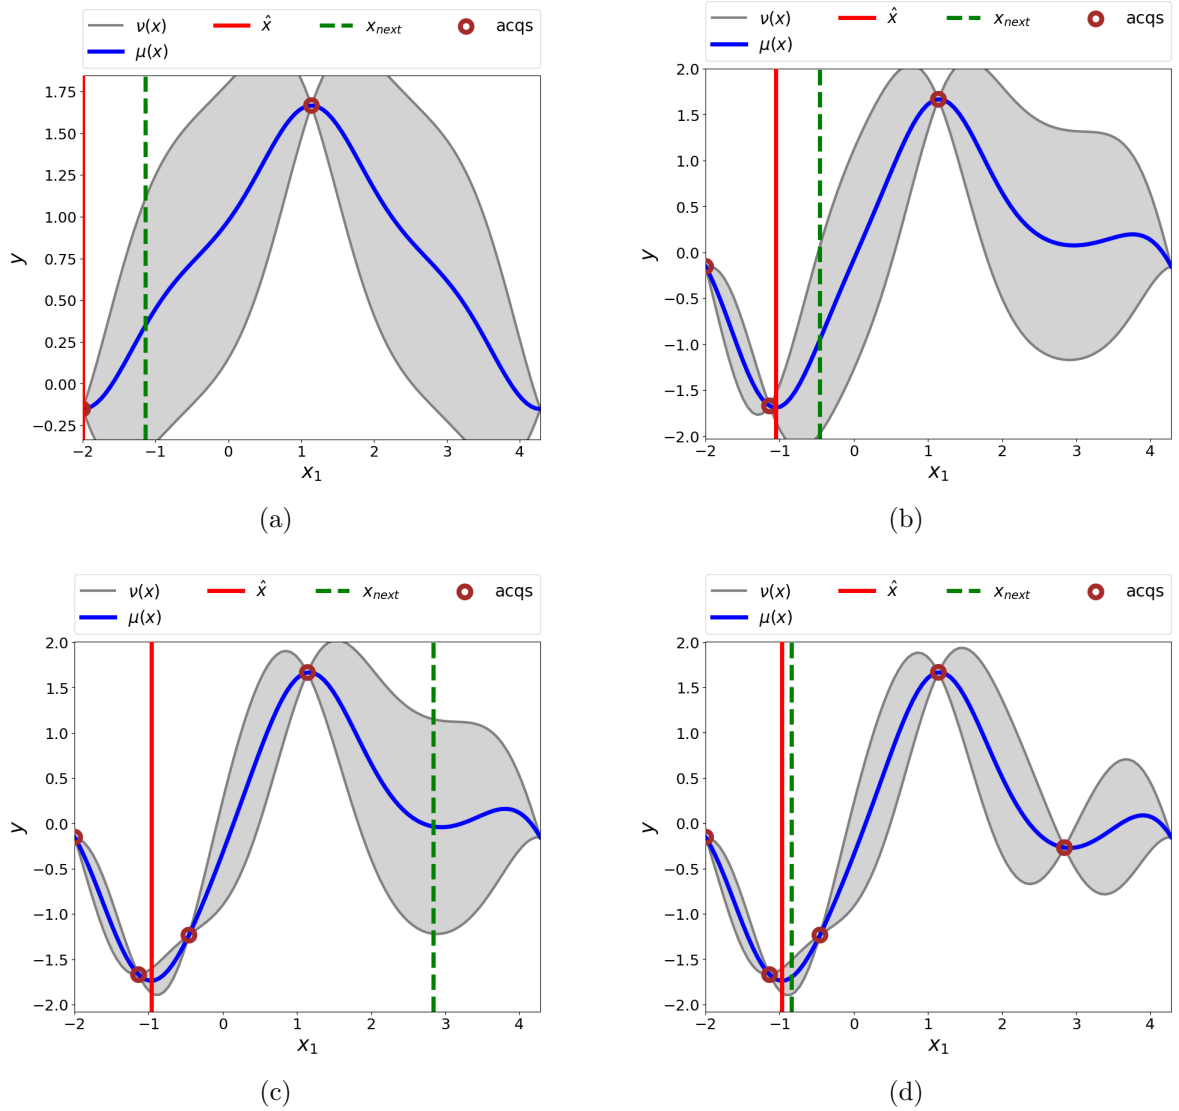 ν(x) x̂ x_next acqs
μ(x)
1.75
1.50
1.25
1.00
0.75
0.50
0.25
0.00
−0.25
y
−2 −1 0 1 2 3 4
x₁
(a)
ν(x) x̂ x_next acqs
μ(x)
2.0
1.5
1.0
0.5
0.0
−0.5
−1.0
−1.5
−2.0
y
−2 −1 0 1 2 3 4
x₁
(b)
ν(x) x̂ x_next acqs
μ(x)
2.0
1.5
1.0
0.5
0.0
−0.5
−1.0
−1.5
−2.0
y
−2 −1 0 1 2 3 4
x₁
(c)
ν(x) x̂ x_next acqs
μ(x)
2.0
1.5
1.0
0.5
0.0
−0.5
−1.0
−1.5
−2.0
y
−2 −1 0 1 2 3 4
x₁
(d)